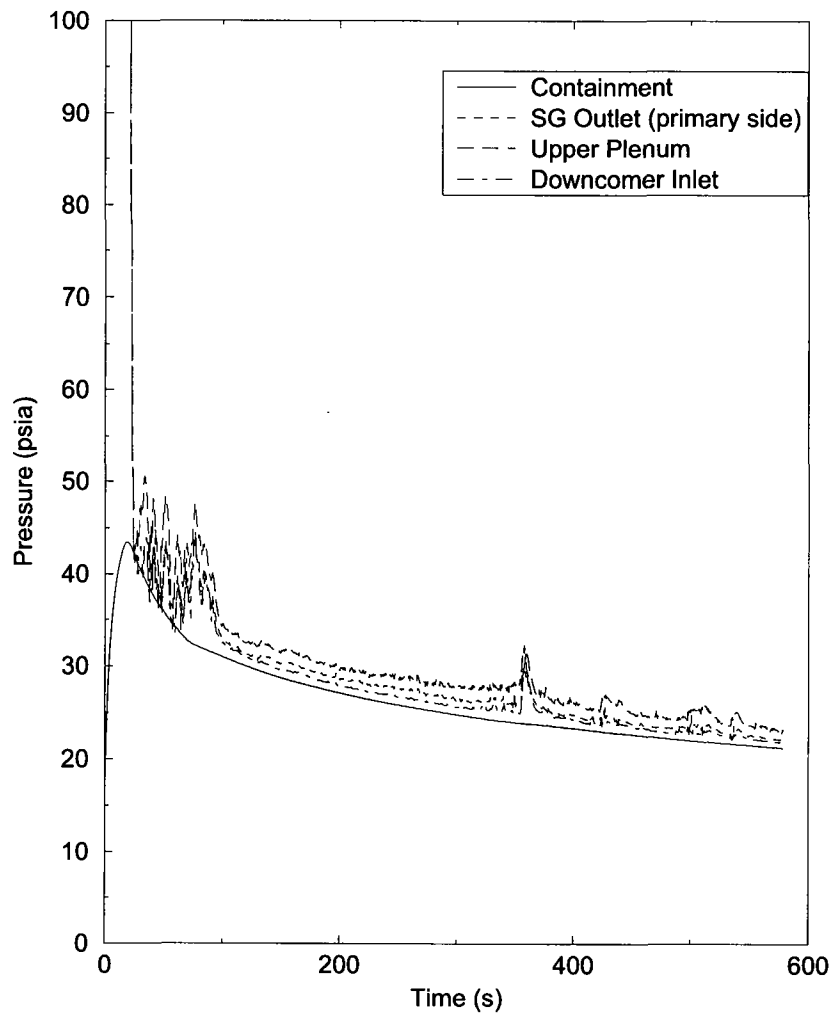 100
90
80
70
60
50
40
30
20
10
0
Pressure (psia)
Containment
SG Outlet (primary side)
Upper Plenum
Downcomer Inlet
0 200 400 600
Time (s)